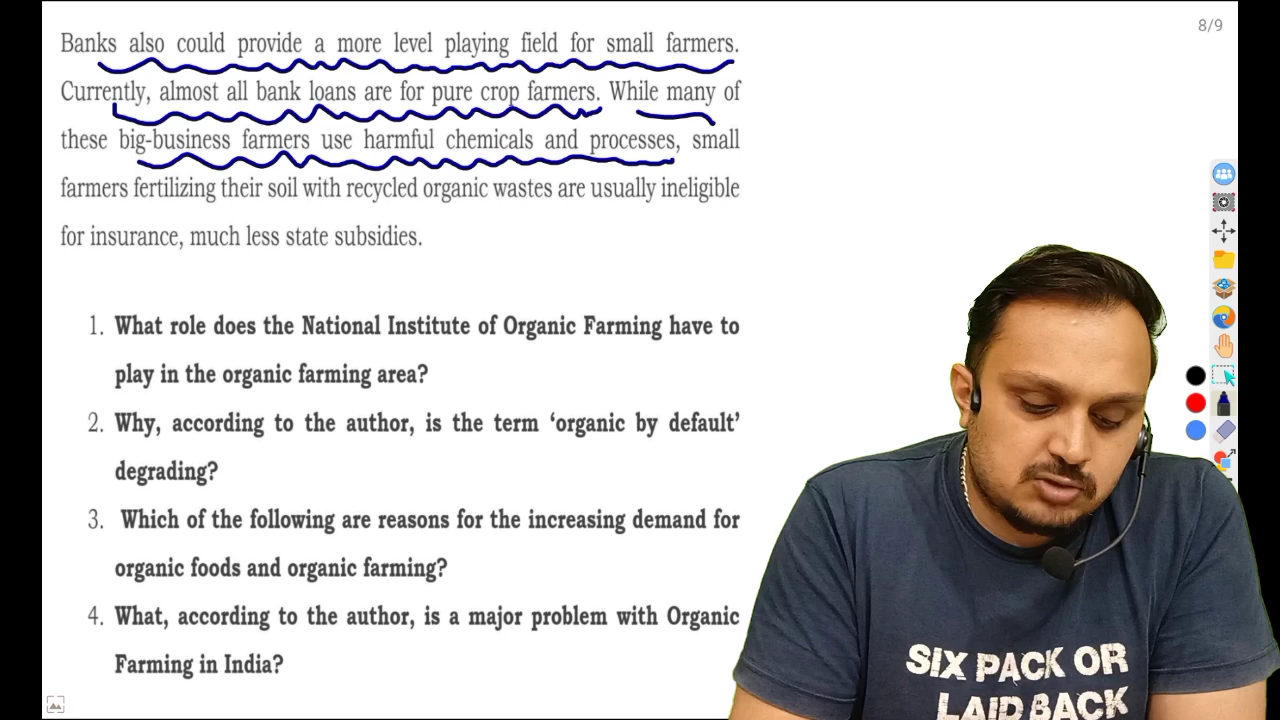 8/9
Banks also could provide a more level playing field for small farmers.
Currently, almost all bank loans are for pure crop farmers. While many of
these big-business farmers use harmful chemicals and processes, small
farmers fertilizing their soil with recycled organic wastes are usually ineligible
for insurance, much less state subsidies.
1. What role does the National Institute of Organic Farming have to
play in the organic farming area?
2. Why, according to the author, is the term ‘organic by default’
degrading?
3. Which of the following are reasons for the increasing demand for
organic foods and organic farming?
4. What, according to the author, is a major problem with Organic
Farming in India?
SIX PACK OR
LAID BACK